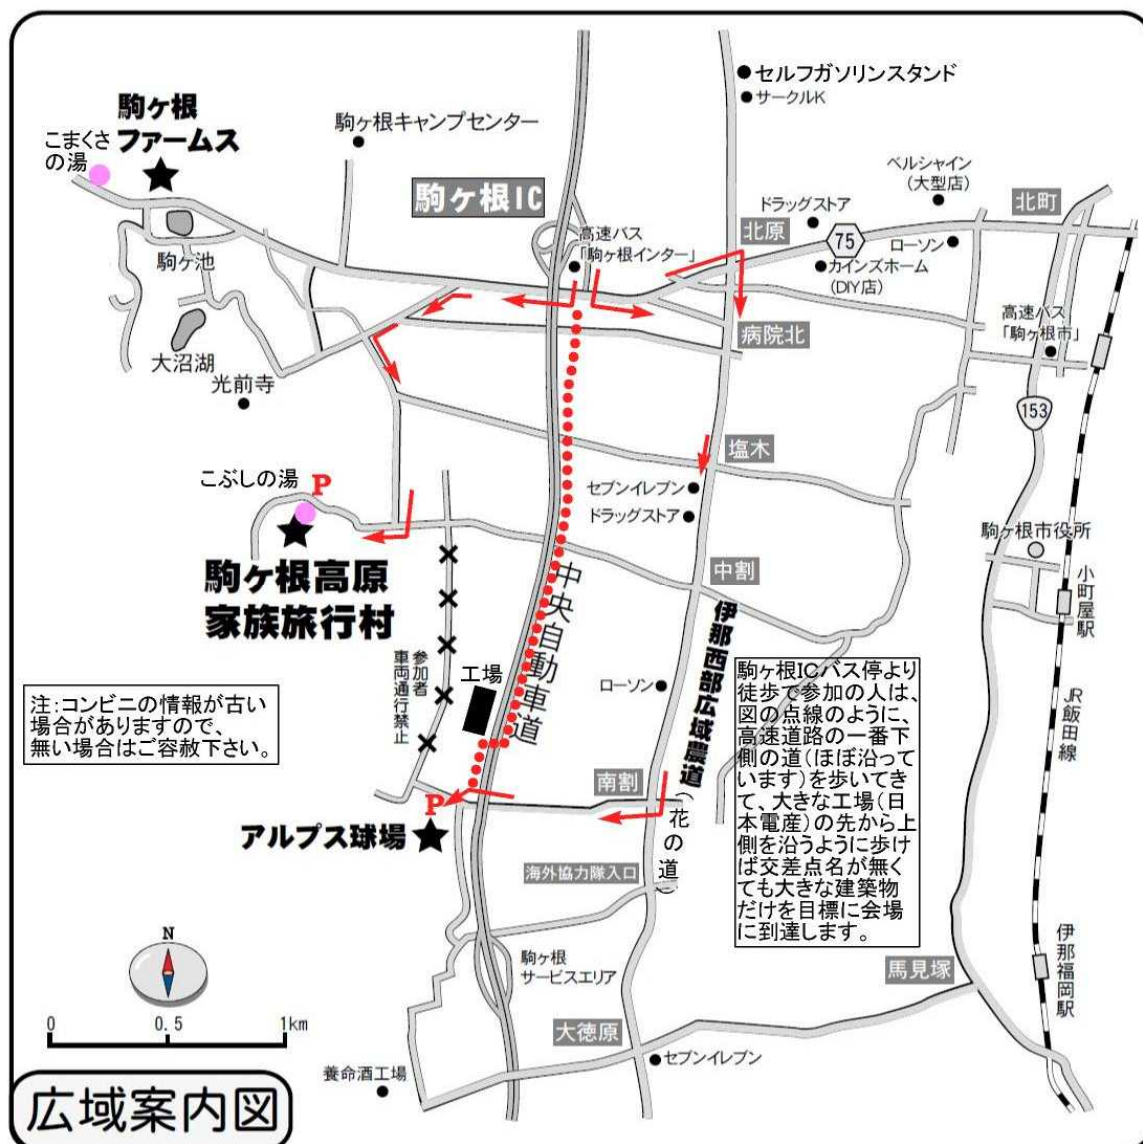 セルフガソリンスタンド
サークルK
駒ヶ根
ファームス
こまくさ
の湯
駒ヶ根キャンプセンター
駒ヶ根IC
ベルシャイン
(大型店)
北町
ドラッグストア
北原
75
ローソン
高速バス
「駒ヶ根インター」
カインズホーム
(DIY店)
駒ヶ池
大沼湖
光前寺
病院北
高速バス
「駒ヶ根市」
153
塩木
セブンイレブン
ドラッグストア
こぶしの湯
P
駒ヶ根高原
家族旅行村
中割
駒ヶ根市役所
小町屋駅
中央自動車道
伊那西部広域農道(花の道)
参加者
車両通行禁止
工場
ローソン
JR飯田線
注:コンビニの情報が古い
場合がありますので、
無い場合はご容赦下さい。
駒ヶ根ICバス停より
徒歩で参加の人は、
図の点線のように、
高速道路の一番下
側の道(ほぼ沿って
います)を歩いてき
て、大きな工場(日
本電産)の先から上
側を沿うように歩け
ば交差点名が無く
ても大きな建築物
だけを目標に会場
に到達します。
南割
P
アルプス球場
海外協力隊入口
駒ヶ根
サービスエリア
馬見塚
伊那福岡駅
大徳原
セブンイレブン
養命酒工場
N
0 0.5 1km
広域案内図